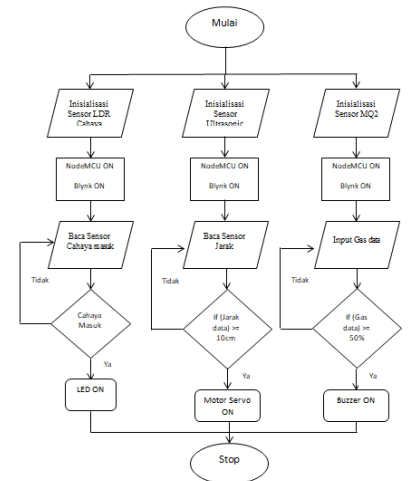 Mulai
Inisialisasi
Sensor LDR
Cahaya
Inisialisasi
Sensor
Ultrasonic
Inisialisasi
Sensor MQ2
NodeMCU ON
Blynk ON
NodeMCU ON
Blynk ON
NodeMCU ON
Blynk ON
Baca Sensor
Cahaya masuk
Baca Sensor
Jarak
Input Gas data
Tidak
Tidak
Tidak
Cahaya
Masuk
If (Jarak
data) >=
10cm
If (Gas
data) >=
50%
Ya
Ya
Ya
LED ON
Motor Servo
ON
Buzzer ON
Stop